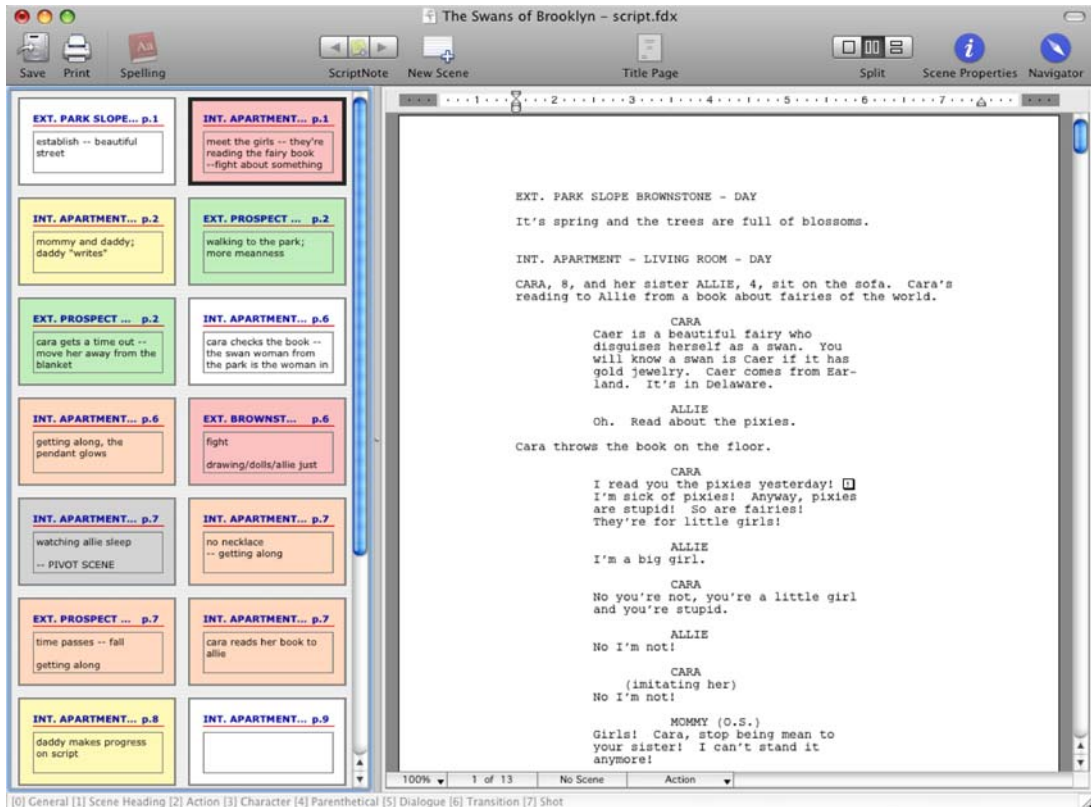 The Swans of Brooklyn – script.fdx
Save Print Spelling ScriptNote New Scene Title Page Split Scene Properties Navigator
EXT. PARK SLOPE... p.1
establish -- beautiful
street
INT. APARTMENT... p.1
meet the girls -- they're
reading the fairy book
--fight about something
INT. APARTMENT... p.2
mommy and daddy;
daddy "writes"
EXT. PROSPECT ... p.2
walking to the park;
more meanness
EXT. PROSPECT ... p.2
cara gets a time out --
move her away from the
blanket
INT. APARTMENT... p.6
cara checks the book --
the swan woman from
the park is the woman in
INT. APARTMENT... p.6
getting along, the
pendant glows
EXT. BROWNST... p.6
fight
drawing/dolls/allie just
INT. APARTMENT... p.7
watching allie sleep
-- PIVOT SCENE
INT. APARTMENT... p.7
no necklace
-- getting along
EXT. PROSPECT ... p.7
time passes -- fall
getting along
INT. APARTMENT... p.7
cara reads her book to
allie
INT. APARTMENT... p.8
daddy makes progress
on script
INT. APARTMENT... p.9
1 2 3 4 5 6 7
EXT. PARK SLOPE BROWNSTONE - DAY
It's spring and the trees are full of blossoms.
INT. APARTMENT - LIVING ROOM - DAY
CARA, 8, and her sister ALLIE, 4, sit on the sofa. Cara's
reading to Allie from a book about fairies of the world.
CARA
Caer is a beautiful fairy who
disguises herself as a swan. You
will know a swan is Caer if it has
gold jewelry. Caer comes from Ear-
land. It's in Delaware.
ALLIE
Oh. Read about the pixies.
Cara throws the book on the floor.
CARA
I read you the pixies yesterday!
I'm sick of pixies! Anyway, pixies
are stupid! So are fairies!
They're for little girls!
ALLIE
I'm a big girl.
CARA
No you're not, you're a little girl
and you're stupid.
ALLIE
No I'm not!
CARA
(imitating her)
No I'm not!
MOMMY (O.S.)
Girls! Cara, stop being mean to
your sister! I can't stand it
anymore!
100% 1 of 13 No Scene Action
[0] General [1] Scene Heading [2] Action [3] Character [4] Parenthetical [5] Dialogue [6] Transition [7] Shot